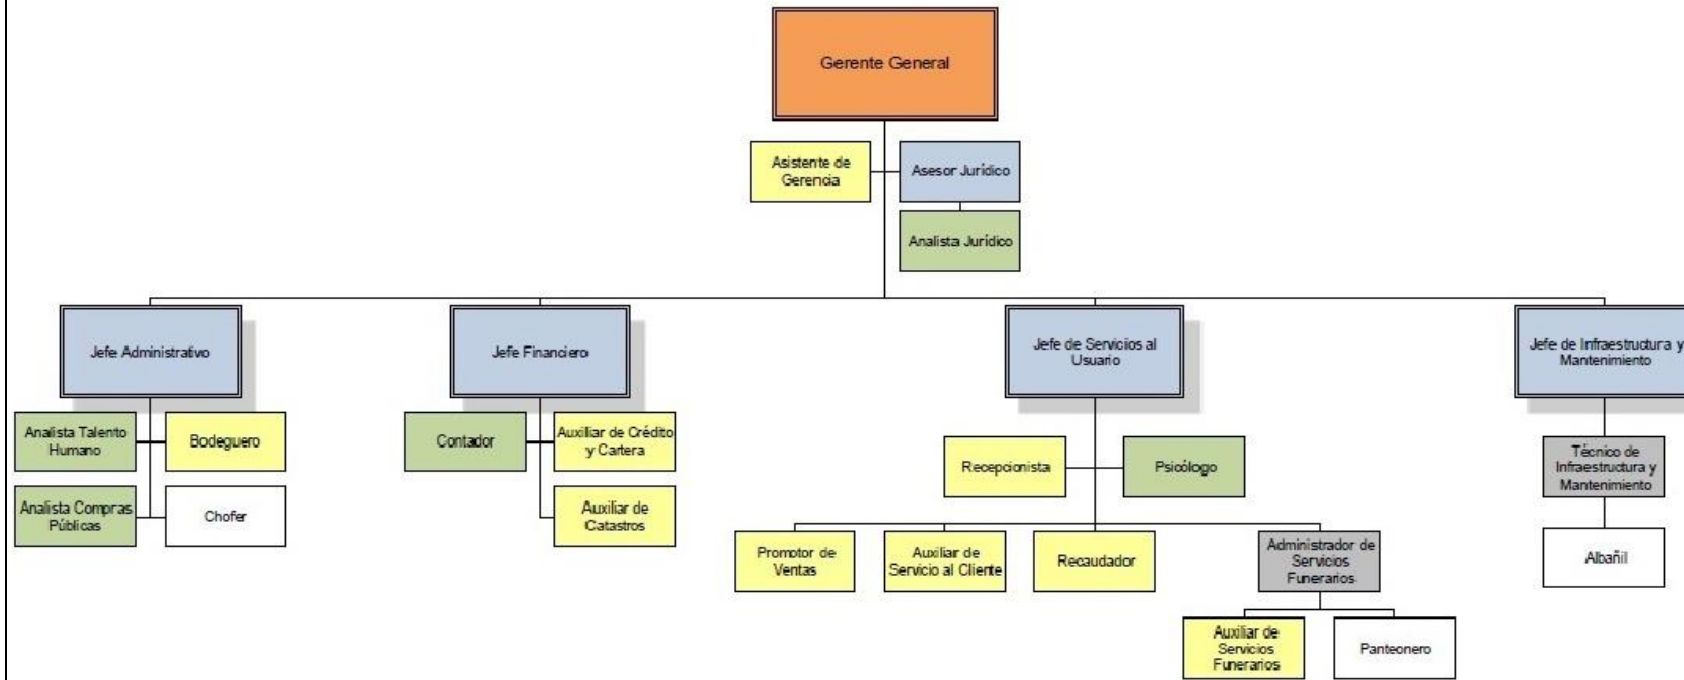 Gerente General
Asistente de
Gerencia
Asesor Jurídico
Analista Jurídico
Jefe Administrativo
Jefe Financiero
Jefe de Servicios al
Usuario
Jefe de Infraestructura y
Mantenimiento
Analista Talento
Humano
Bodeguero
Analista Compras
Públicas
Chofer
Contador
Auxiliar de Crédito
y Cartera
Auxiliar de
Catastros
Recepcionista
Psicólogo
Promotor de
Ventas
Auxiliar de
Servicio al Cliente
Recaudador
Administrador de
Servicios
Funerarios
Auxiliar de
Servicios
Funerarios
Panteonero
Técnico de
Infraestructura y
Mantenimiento
Albañil